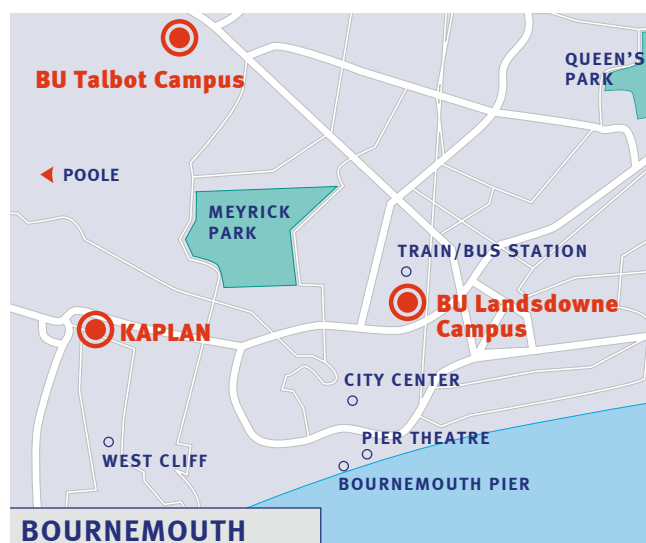 BU Talbot Campus
QUEEN'S
PARK
POOLE
MEYRICK
PARK
TRAIN/BUS STATION
BU Landsdowne
Campus
KAPLAN
CITY CENTER
PIER THEATRE
WEST CLIFF
BOURNEMOUTH PIER
BOURNEMOUTH